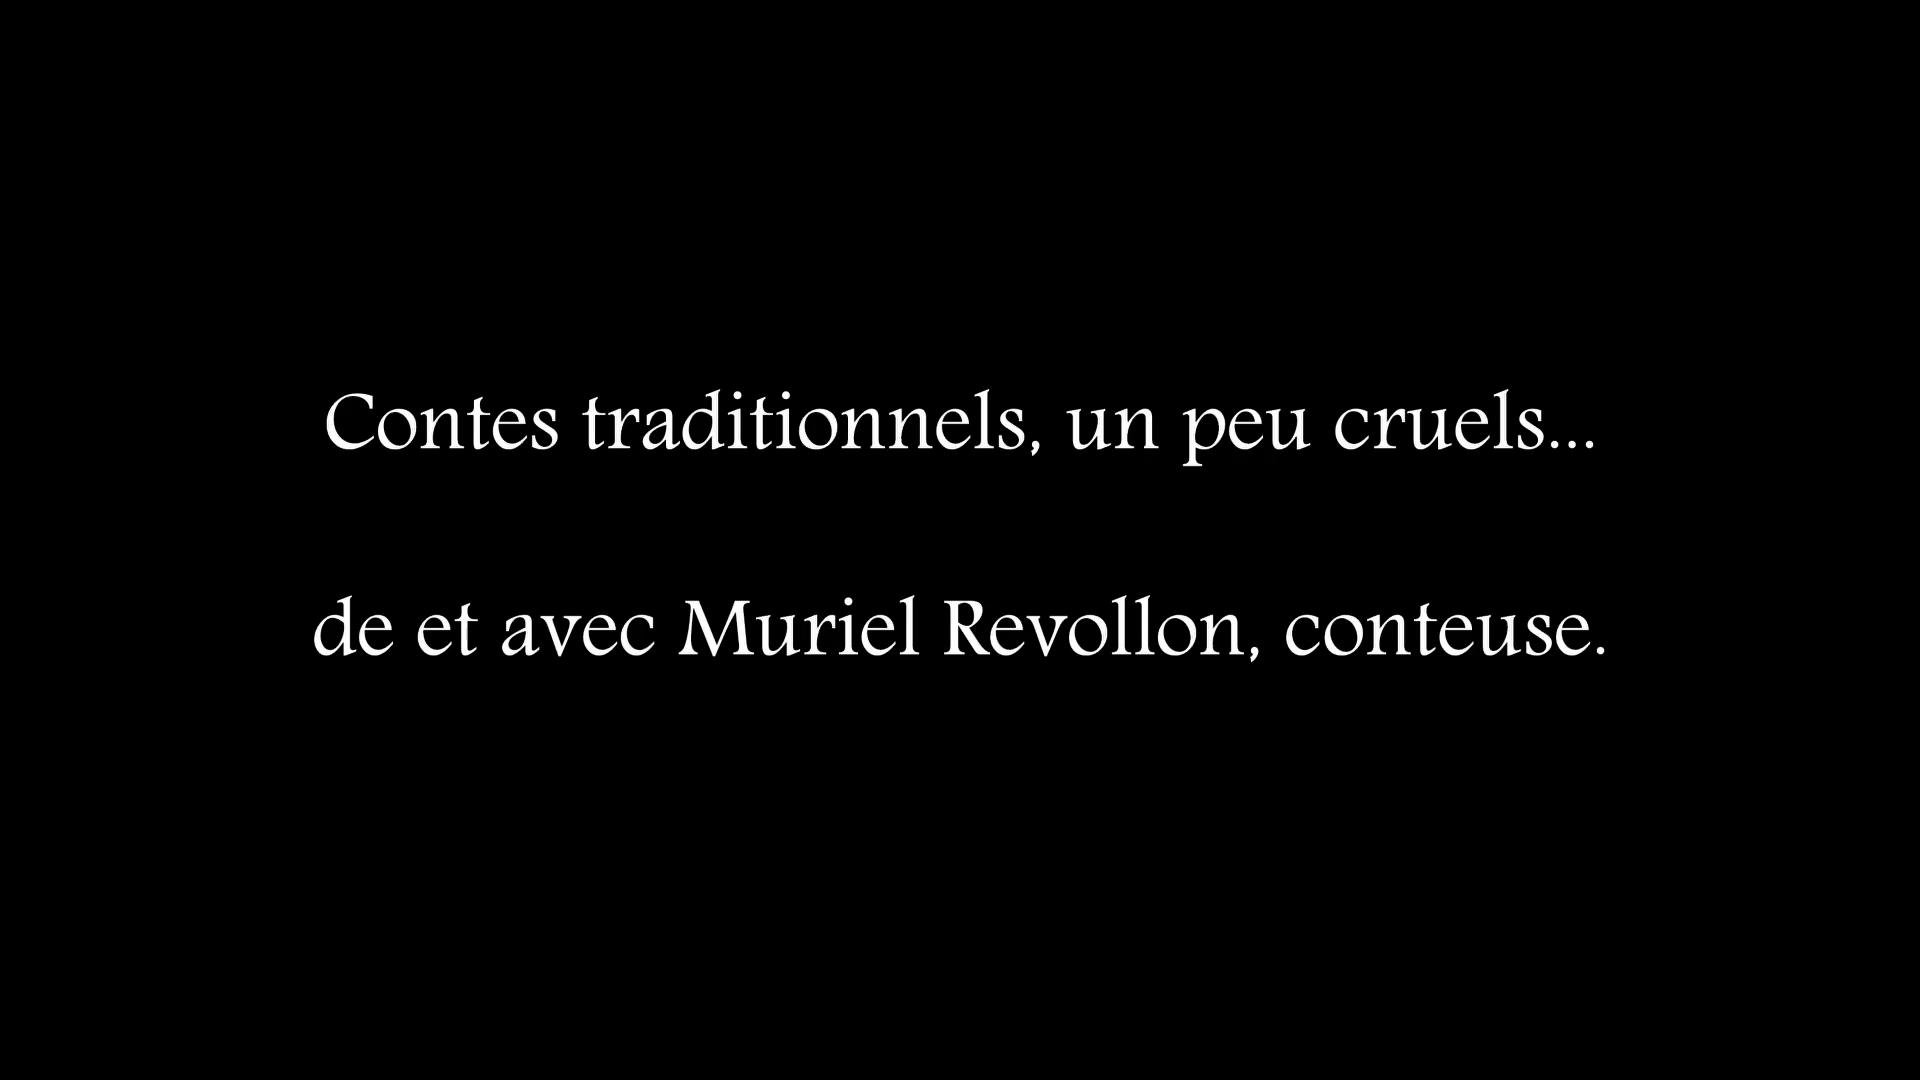 Contes traditionnels, un peu cruels...
de et avec Muriel Revollon, conteuse.